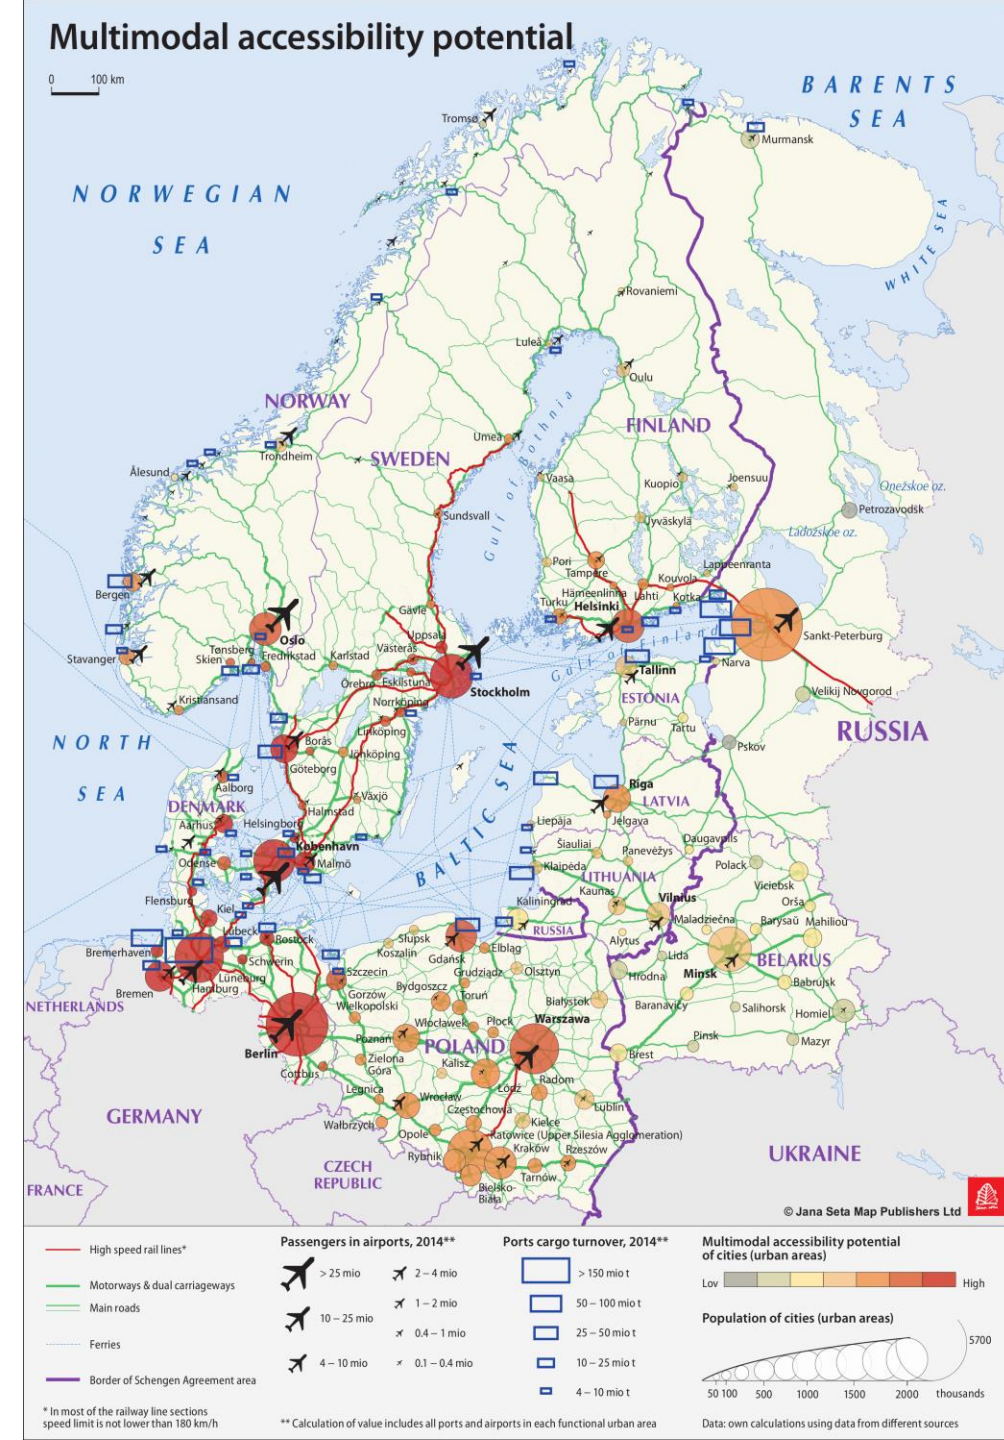 Multimodal accessibility potential
0 100 km
BARENTS
SEA
Tromsø
Murmansk
NORWEGIAN
SEA
WHITE SEA
Rovaniemi
Luleå
Oulu
NORWAY
FINLAND
Gulf of Bothnia
Umeå
Trondheim
SWEDEN
Ålesund
Vaasa
Kuopio
Joensuu
Onežskoe oz.
Petrozavodsk
Sundsvall
Jyväskylä
Ladožskoe oz.
Pori
Tampere
Lappeenranta
Kouvola
Bergen
Hämeenlinna
Lahti
Kotka
Turku
Helsinki
Gävle
Oslo
Uppsala
Gulf of Finland
Sankt-Peterburg
Tønsberg
Skien
Fredrikstad
Karlstad
Västerås
Stavanger
Örebro
Eskilstuna
Stockholm
Tallinn
Narva
Kristiansand
Norrköping
ESTONIA
Velikij Novgorod
Linköping
Pärnu
Tartu
RUSSIA
NORTH
SEA
Borås
Jönköping
Göteborg
Pskov
Aalborg
DENMARK
Växjö
Halmstad
Riga
LATVIA
BALTIC SEA
Aarhus
Helsingborg
Liepāja
Jelgava
København
Malmö
Odense
Šiauliai
Panevėžys
Daugavpils
Klaipėda
LITHUANIA
Polack
Viciebsk
Flensburg
Kiel
Kaliningrad
Kaunas
Vilnius
Orša
Maladziečna
Barysaŭ
Mahilioŭ
Lübeck
Rostock
RUSSIA
Bremerhaven
Słupsk
Koszalin
Gdańsk
Elbląg
Alytus
Lida
BELARUS
Schwerin
Szczecin
Grudziądz
Olsztyn
Hrodna
Minsk
Babrujsk
Bremen
Lüneburg
Hamburg
Bydgoszcz
Toruń
Białystok
Baranavičy
Salihorsk
Homieĺ
NETHERLANDS
Gorzów
Wielkopolski
Włocławek
Płock
Warszawa
Pinsk
Mazyr
Poznań
POLAND
Brest
Berlin
Zielona
Góra
Kalisz
Cottbus
Łódź
Radom
Legnica
Wrocław
Częstochowa
Lublin
GERMANY
Wałbrzych
Opole
Kielce
Katowice (Upper Silesia Agglomeration)
Rybnik
Kraków
Rzeszów
Tarnów
Bielsko-
Biała
CZECH
REPUBLIC
UKRAINE
FRANCE
© Jana Seta Map Publishers Ltd
High speed rail lines*
Motorways & dual carriageways
Main roads
Ferries
Border of Schengen Agreement area
* In most of the railway line sections
speed limit is not lower than 180 km/h
Passengers in airports, 2014**
> 25 mio
10 – 25 mio
4 – 10 mio
2 – 4 mio
1 – 2 mio
0.4 – 1 mio
0.1 – 0.4 mio
Ports cargo turnover, 2014**
> 150 mio t
50 – 100 mio t
25 – 50 mio t
10 – 25 mio t
4 – 10 mio t
** Calculation of value includes all ports and airports in each functional urban area
Multimodal accessibility potential
of cities (urban areas)
Lov High
Population of cities (urban areas)
5700
50 100 500 1000 1500 2000 thousands
Data: own calculations using data from different sources